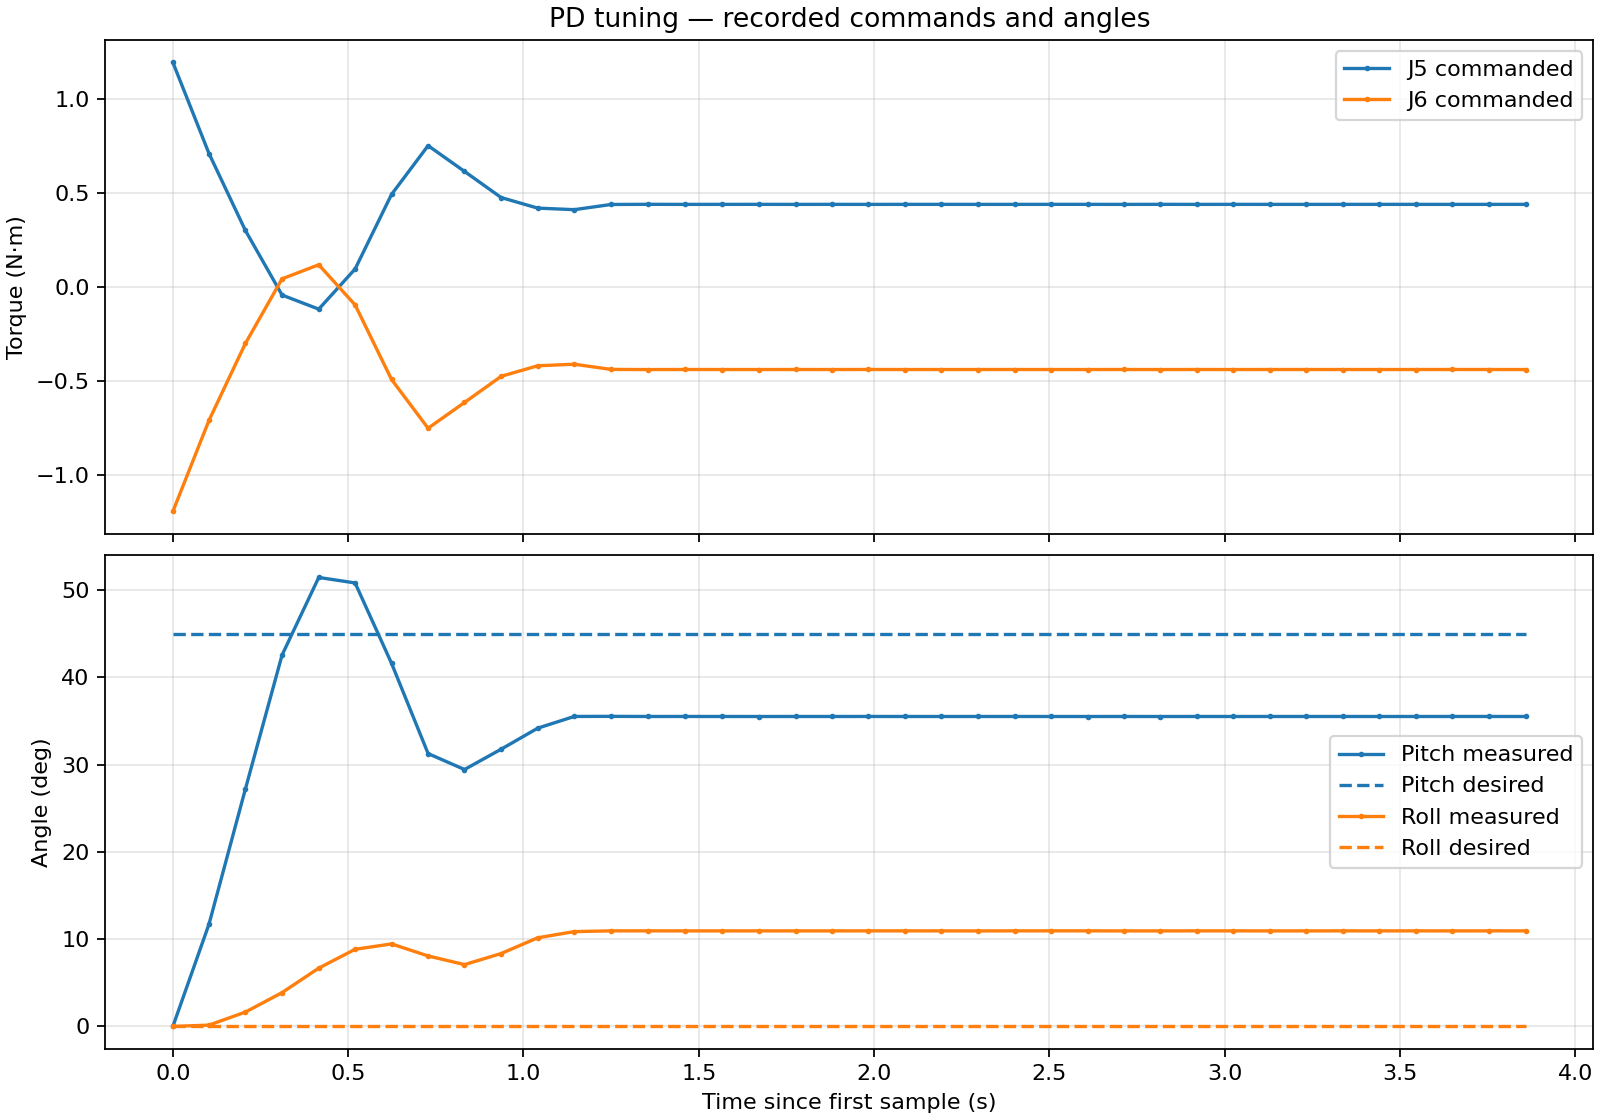 PD tuning — recorded commands and angles
J5 commanded
J6 commanded
1.0
0.5
0.0
−0.5
−1.0
Torque (N·m)
50
40
30
20
10
0
Angle (deg)
Pitch measured
Pitch desired
Roll measured
Roll desired
0.0 0.5 1.0 1.5 2.0 2.5 3.0 3.5 4.0
Time since first sample (s)